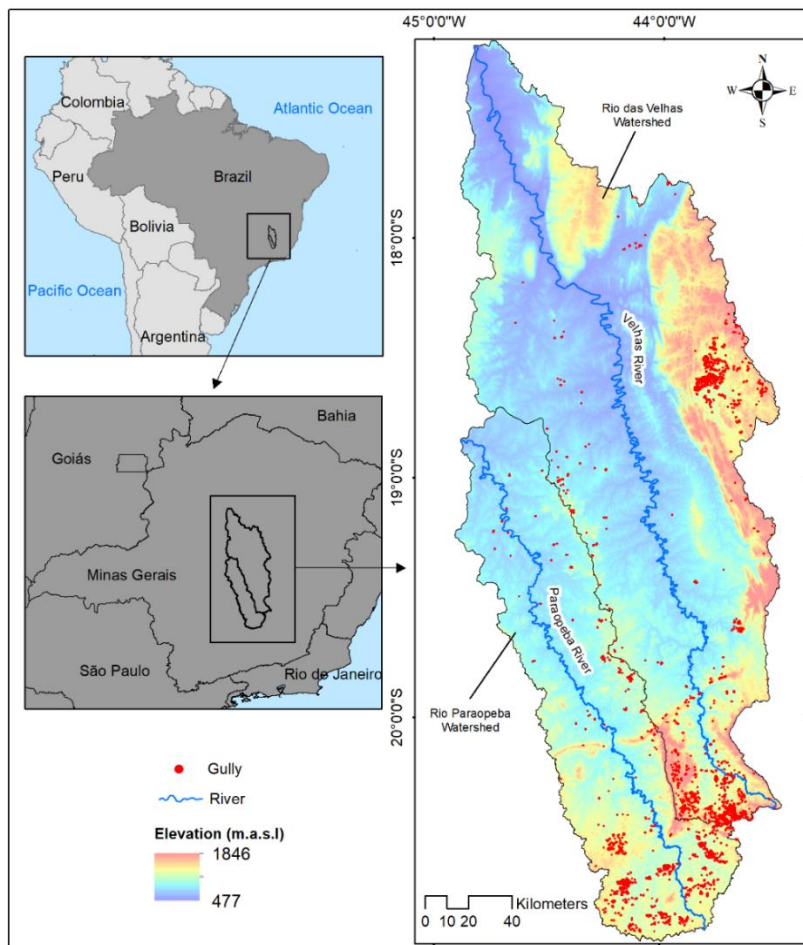 Colombia
Atlantic Ocean
Peru
Brazil
Bolivia
Pacific Ocean
Argentina
Bahia
Goiás
Minas Gerais
São Paulo
Rio de Janeiro
Gully
River
Elevation (m.a.s.l)
1846
477
45°0'0"W
44°0'0"W
18°0'0"S
19°0'0"S
20°0'0"S
N
W
E
S
Rio das Velhas
Watershed
Velhas River
Paraopeba River
Rio Paraopeba
Watershed
Kilometers
0 10 20 40